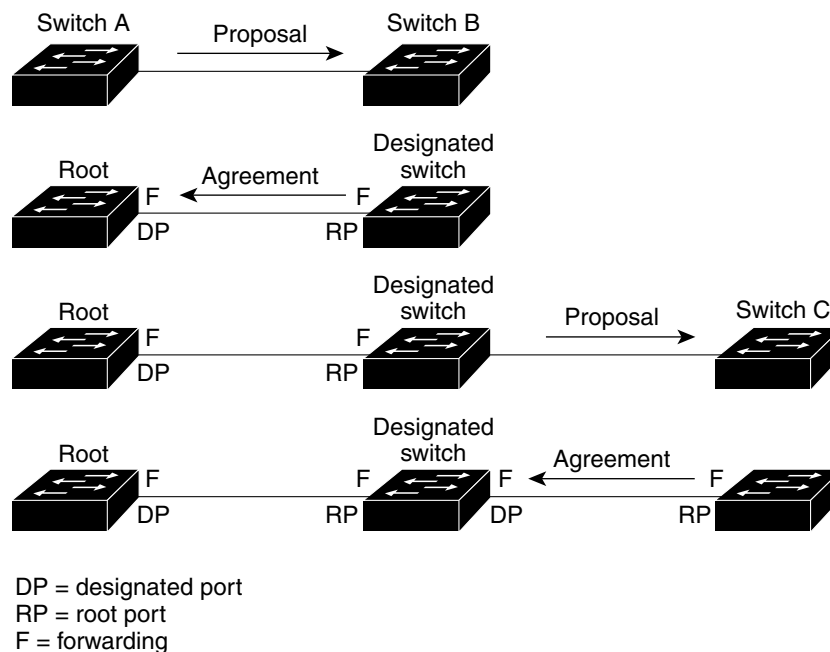 Switch A
Proposal
Switch B
Root
F
Agreement
F
Designated
switch
DP
RP
Root
F
Designated
switch
F
Proposal
Switch C
DP
RP
Root
F
Designated
switch
F
F
Agreement
F
DP
RP
DP
RP
DP = designated port
RP = root port
F = forwarding